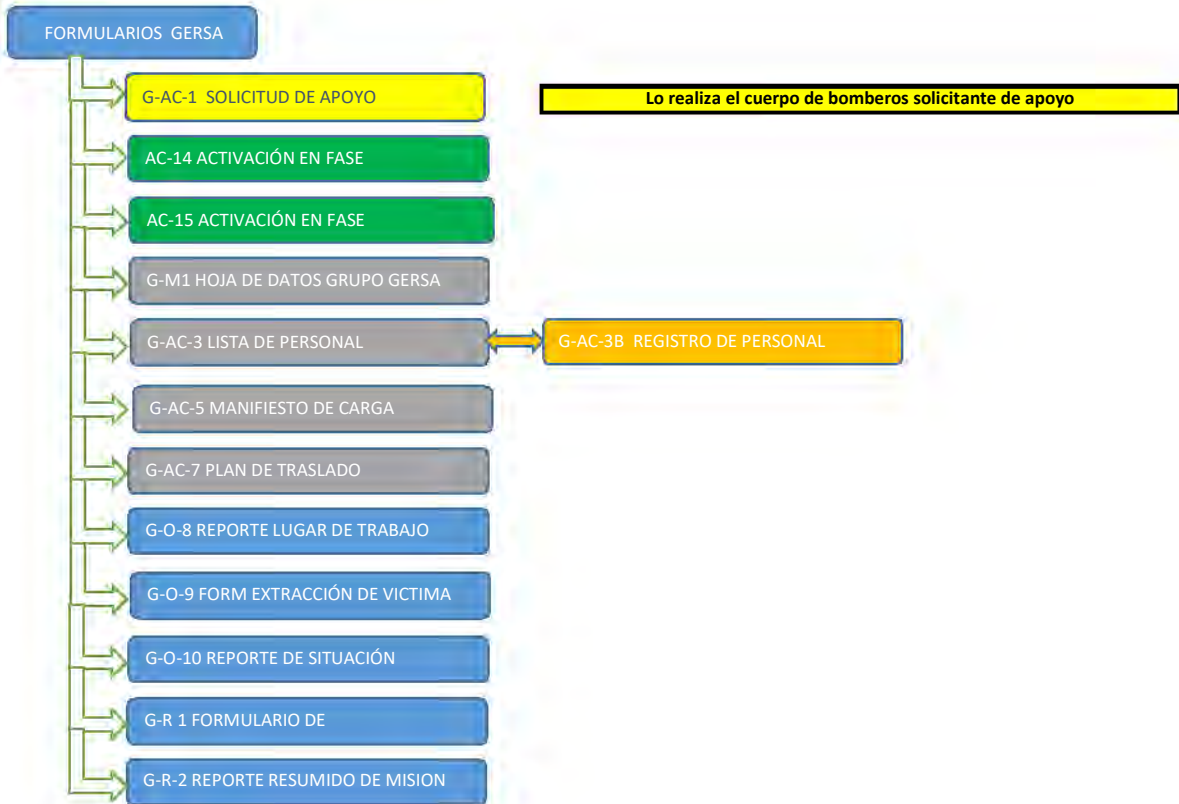 FORMULARIOS GERSA
G-AC-1 SOLICITUD DE APOYO
Lo realiza el cuerpo de bomberos solicitante de apoyo
AC-14 ACTIVACIÓN EN FASE
AC-15 ACTIVACIÓN EN FASE
G-M1 HOJA DE DATOS GRUPO GERSA
G-AC-3 LISTA DE PERSONAL
G-AC-3B REGISTRO DE PERSONAL
G-AC-5 MANIFIESTO DE CARGA
G-AC-7 PLAN DE TRASLADO
G-O-8 REPORTE LUGAR DE TRABAJO
G-O-9 FORM EXTRACCIÓN DE VICTIMA
G-O-10 REPORTE DE SITUACIÓN
G-R 1 FORMULARIO DE
G-R-2 REPORTE RESUMIDO DE MISION